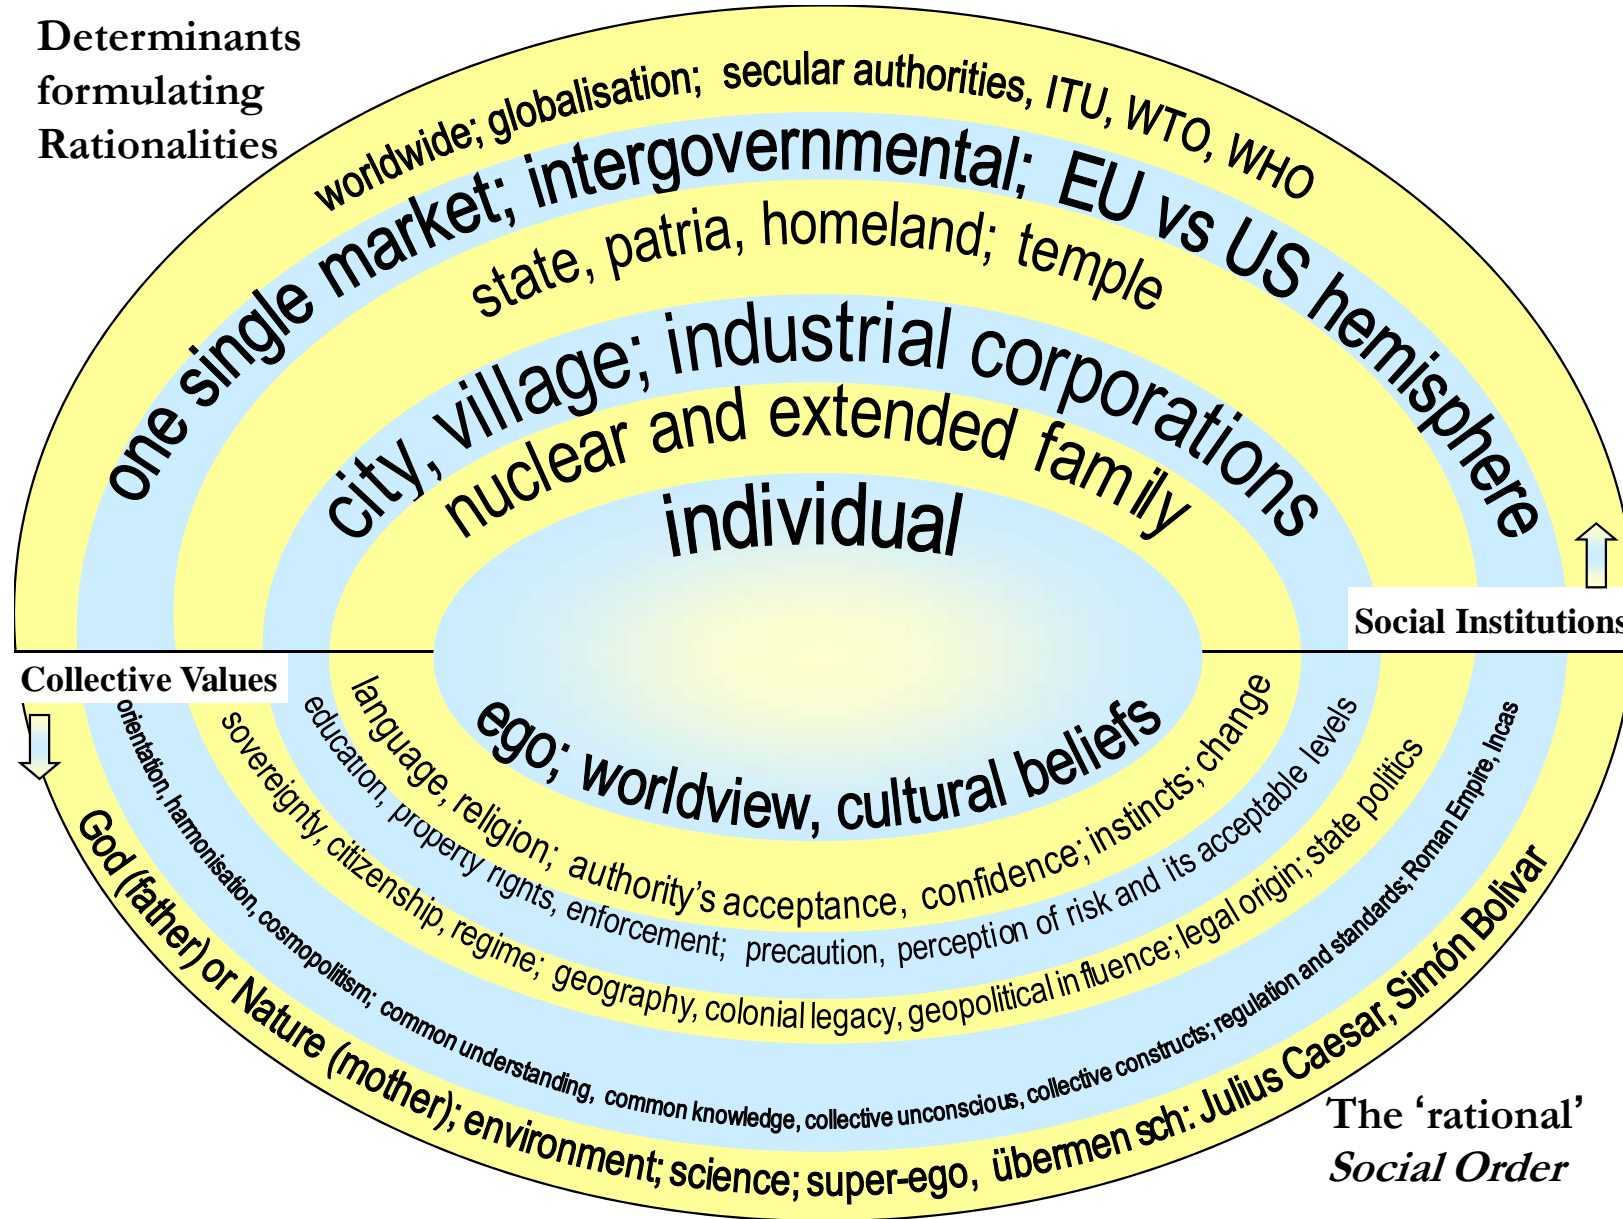 Determinants
formulating
Rationalities
worldwide; globalisation; secular authorities, ITU, WTO, WHO
one single market; intergovernmental; EU vs US hemisphere
state, patria, homeland; temple
city, village; industrial corporations
nuclear and extended family
individual
Social Institutions
Collective Values
ego; worldview, cultural beliefs
language, religion; authority’s acceptance, confidence; instincts; change
education, property rights, enforcement; precaution, perception of risk and its acceptable levels
sovereignty, citizenship, regime; geography, colonial legacy, geopolitical influence; legal origin; state politics
orientation, harmonisation, cosmopolitism; common understanding, common knowledge, collective unconscious, collective constructs; regulation and standards; Roman Empire, Incas
God (father) or Nature (mother); environment; science; super-ego, übermensch: Julius Caesar, Simón Bolivar
The ‘rational’
Social Order